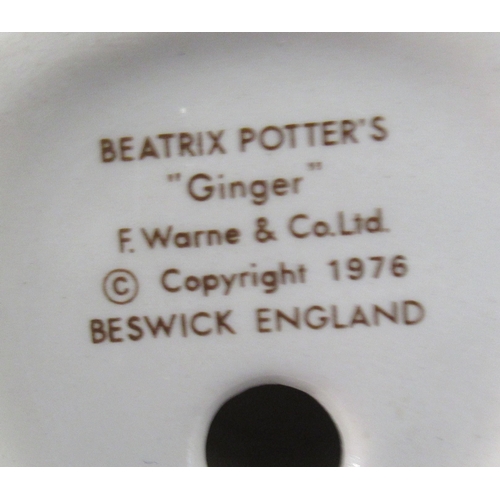 BEATRIX POTTER'S
"Ginger"
F. Warne & Co.Ltd.
© Copyright 1976
BESWICK ENGLAND